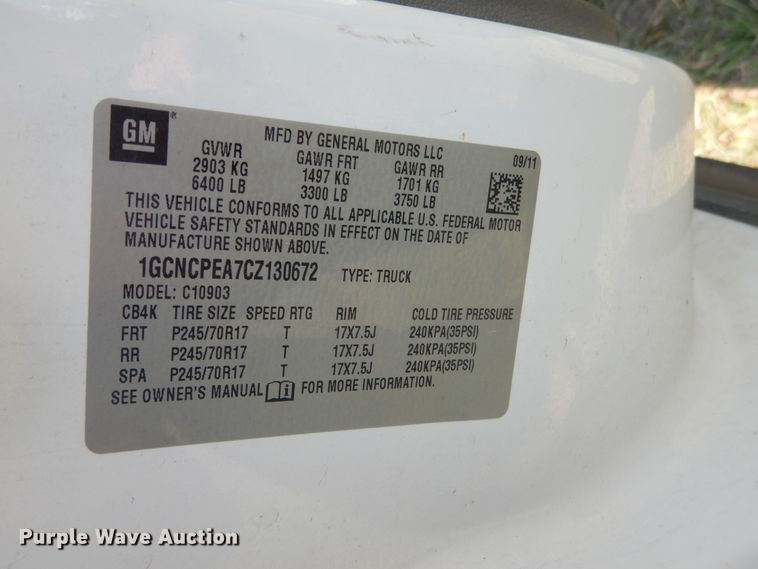 GM
MFD BY GENERAL MOTORS LLC
09/11
GVWR GAWR FRT GAWR RR
2903 KG 1497 KG 1701 KG
6400 LB 3300 LB 3750 LB
THIS VEHICLE CONFORMS TO ALL APPLICABLE U.S. FEDERAL MOTOR
VEHICLE SAFETY STANDARDS IN EFFECT ON THE DATE OF
MANUFACTURE SHOWN ABOVE.
1GCNCPEA7CZ130672 TYPE: TRUCK
MODEL: C10903
CB4K TIRE SIZE SPEED RTG RIM COLD TIRE PRESSURE
FRT P245/70R17 T 17X7.5J 240KPA(35PSI)
RR P245/70R17 T 17X7.5J 240KPA(35PSI)
SPA P245/70R17 T 17X7.5J 240KPA(35PSI)
SEE OWNER'S MANUAL FOR MORE INFORMATION.
Purple Wave Auction